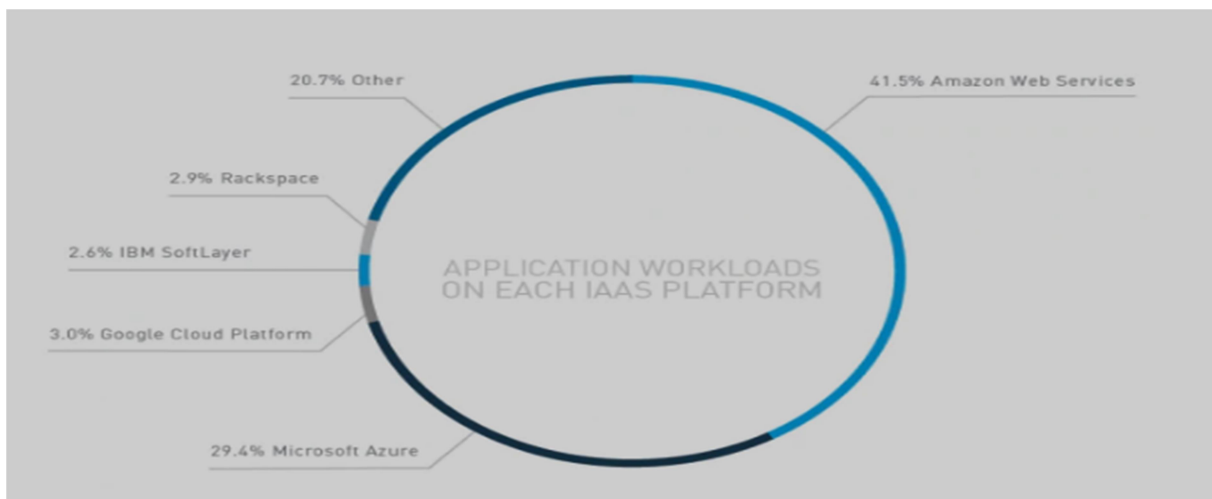 20.7% Other
41.5% Amazon Web Services
2.9% Rackspace
2.6% IBM SoftLayer
APPLICATION WORKLOADS
ON EACH IAAS PLATFORM
3.0% Google Cloud Platform
29.4% Microsoft Azure